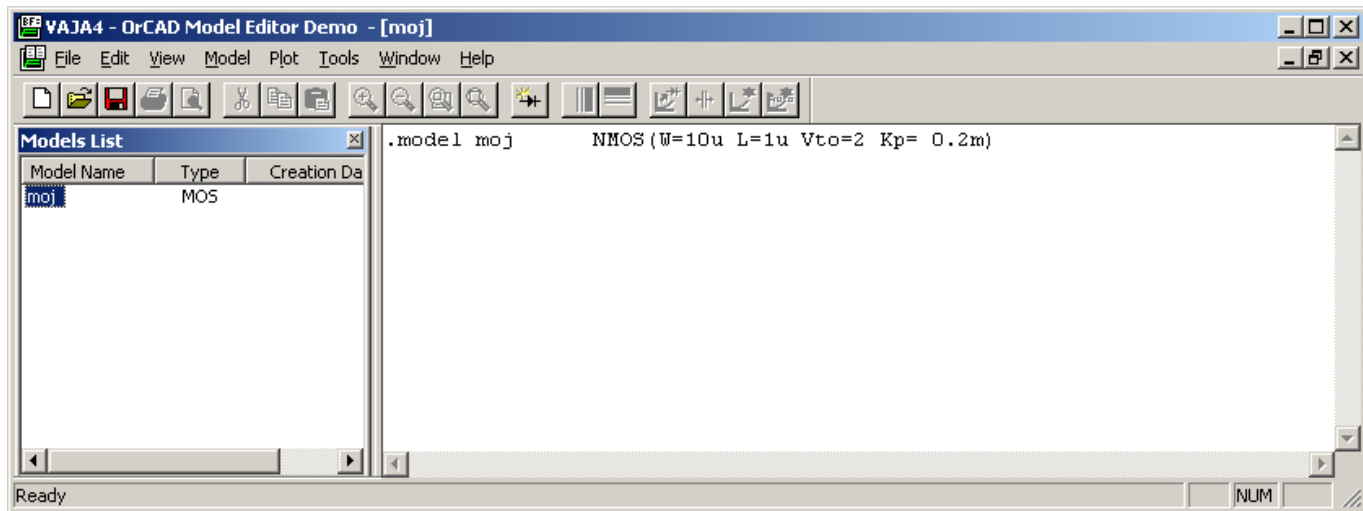 VAJA4 - OrCAD Model Editor Demo - [moj]
File Edit View Model Plot Tools Window Help
Models List
Model Name Type Creation Da
moj MOS
.model moj NMOS(W=10u L=1u Vto=2 Kp= 0.2m)
Ready
NUM